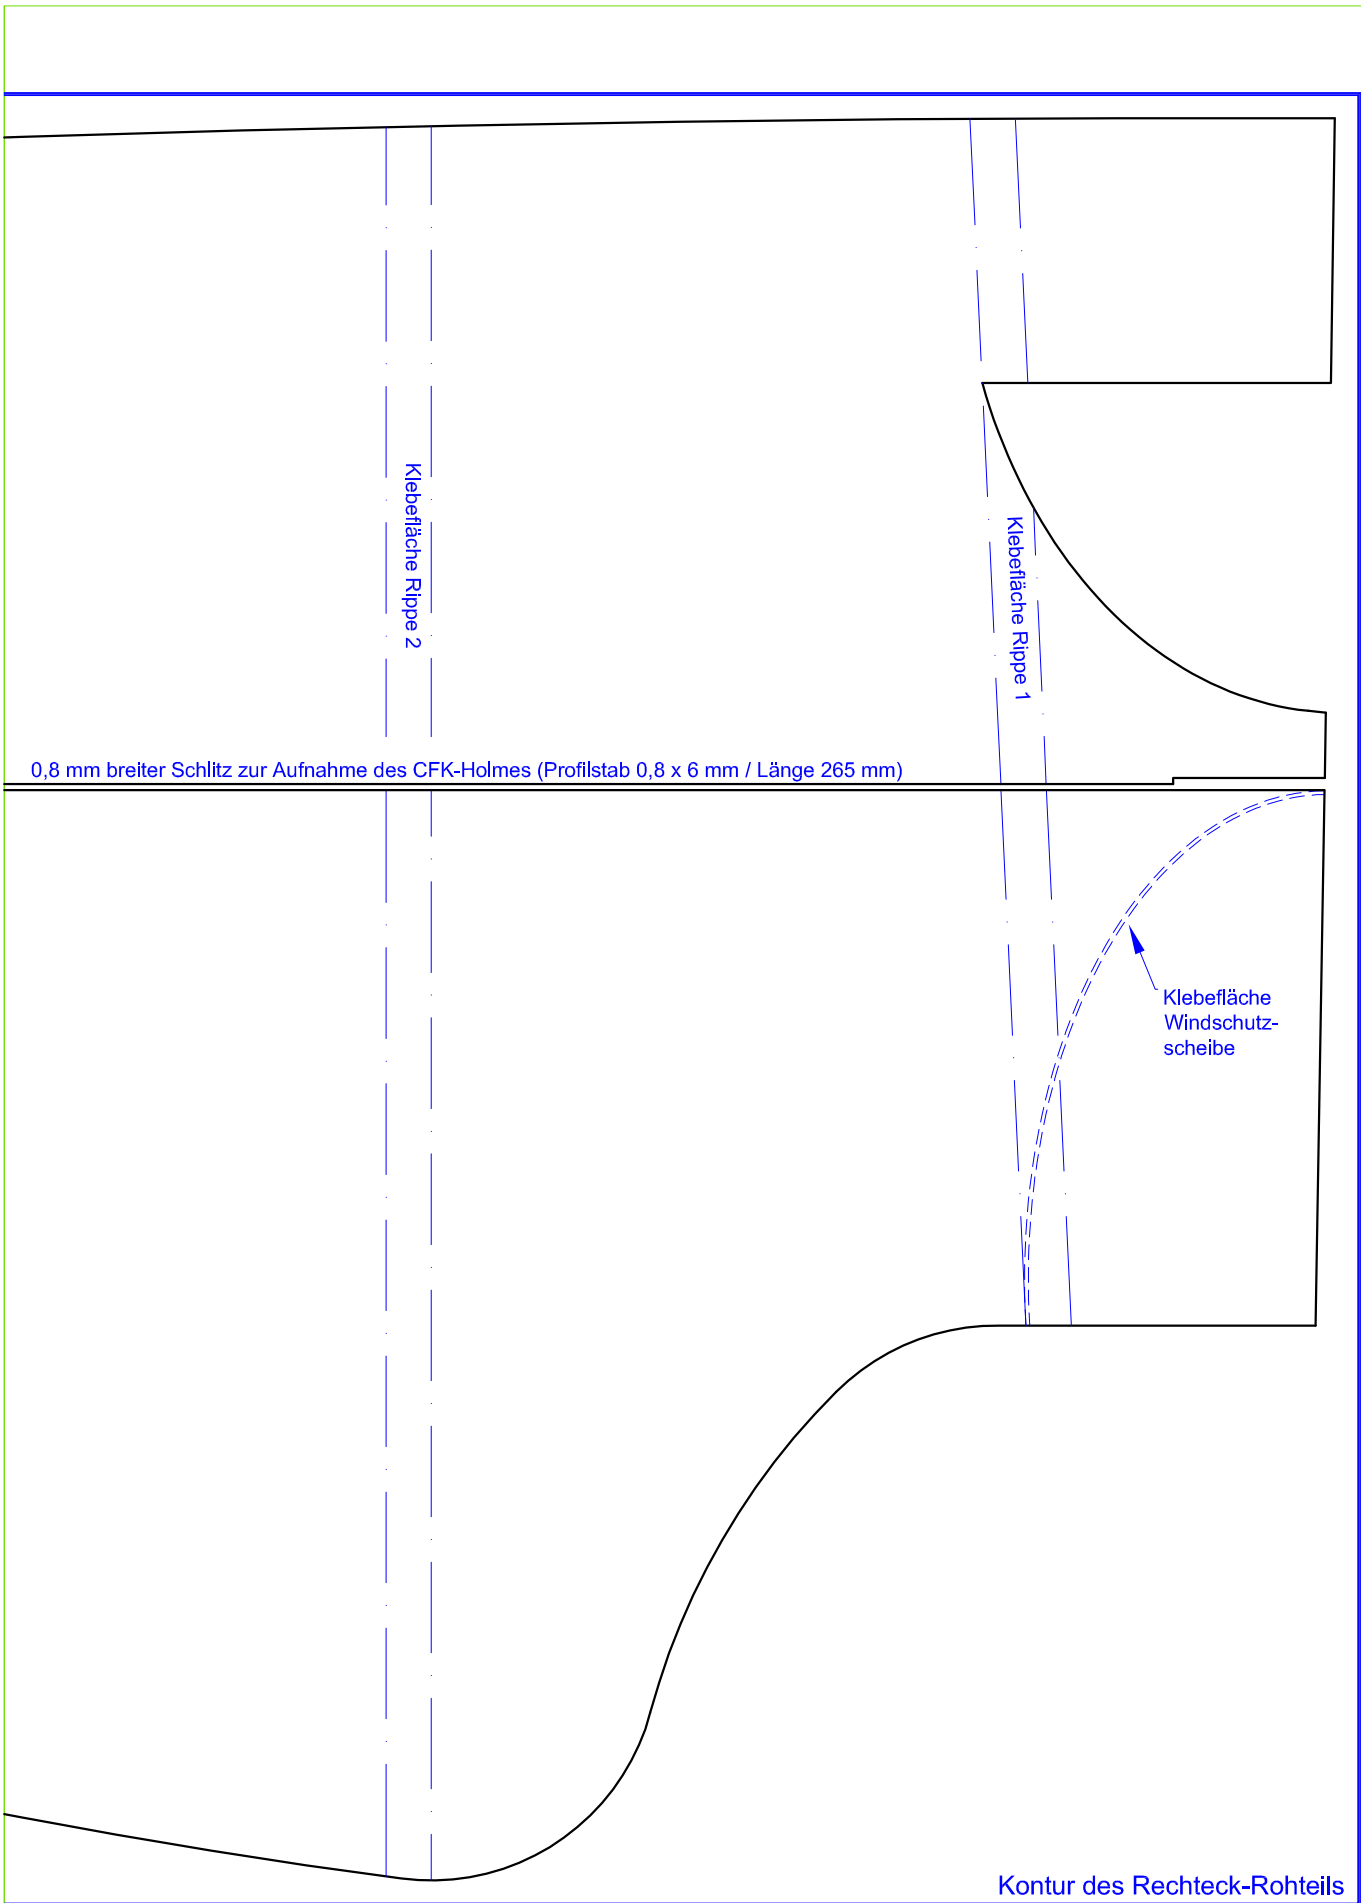 Klebefläche Rippe 2
Klebefläche Rippe 1
0,8 mm breiter Schlitz zur Aufnahme des CFK-Holmes (Profilstab 0,8 x 6 mm / Länge 265 mm)
Klebefläche
Windschutz-
scheibe
Kontur des Rechteck-Rohteils